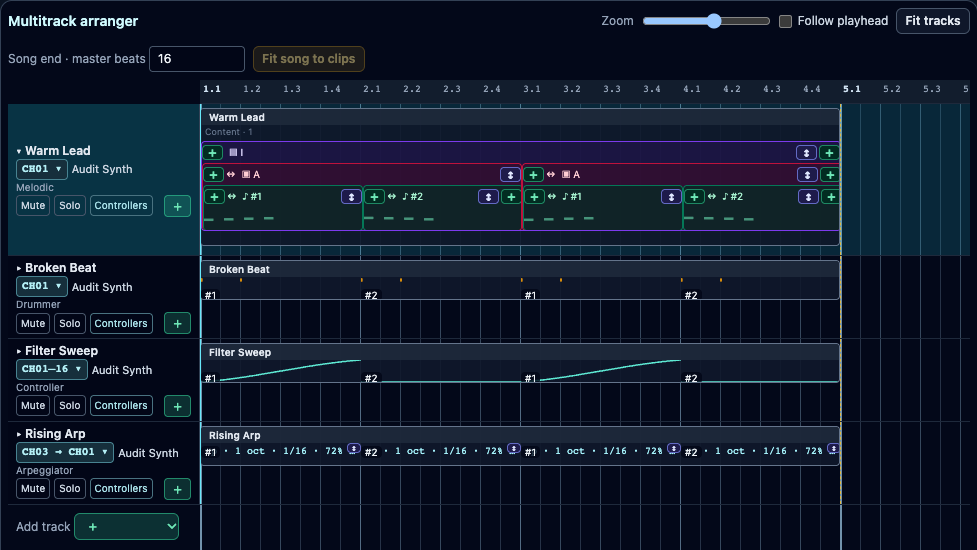 Multitrack arranger
Zoom
Follow playhead
Fit tracks
Song end · master beats 16
Fit song to clips
1.1 1.2 1.3 1.4 2.1 2.2 2.3 2.4 3.1 3.2 3.3 3.4 4.1 4.2 4.3 4.4 5.1 5.2 5.3 5
Warm Lead
CH01 Audit Synth
Melodic
Mute Solo Controllers +
Warm Lead
Content · 1
+ I +
+ A + A +
+ #1 + #2 + + #1 + #2 +
Broken Beat
CH01 Audit Synth
Drummer
Mute Solo Controllers +
Broken Beat
#1 #2 #1 #2
Filter Sweep
CH01–16 Audit Synth
Controller
Mute Solo Controllers +
Filter Sweep
#1 #2 #1 #2
Rising Arp
CH03 → CH01 Audit Synth
Arpeggiator
Mute Solo Controllers +
Rising Arp
#1 · 1 oct · 1/16 · 72% #2 · 1 oct · 1/16 · 72% #1 · 1 oct · 1/16 · 72% #2 · 1 oct · 1/16 · 72%
Add track +